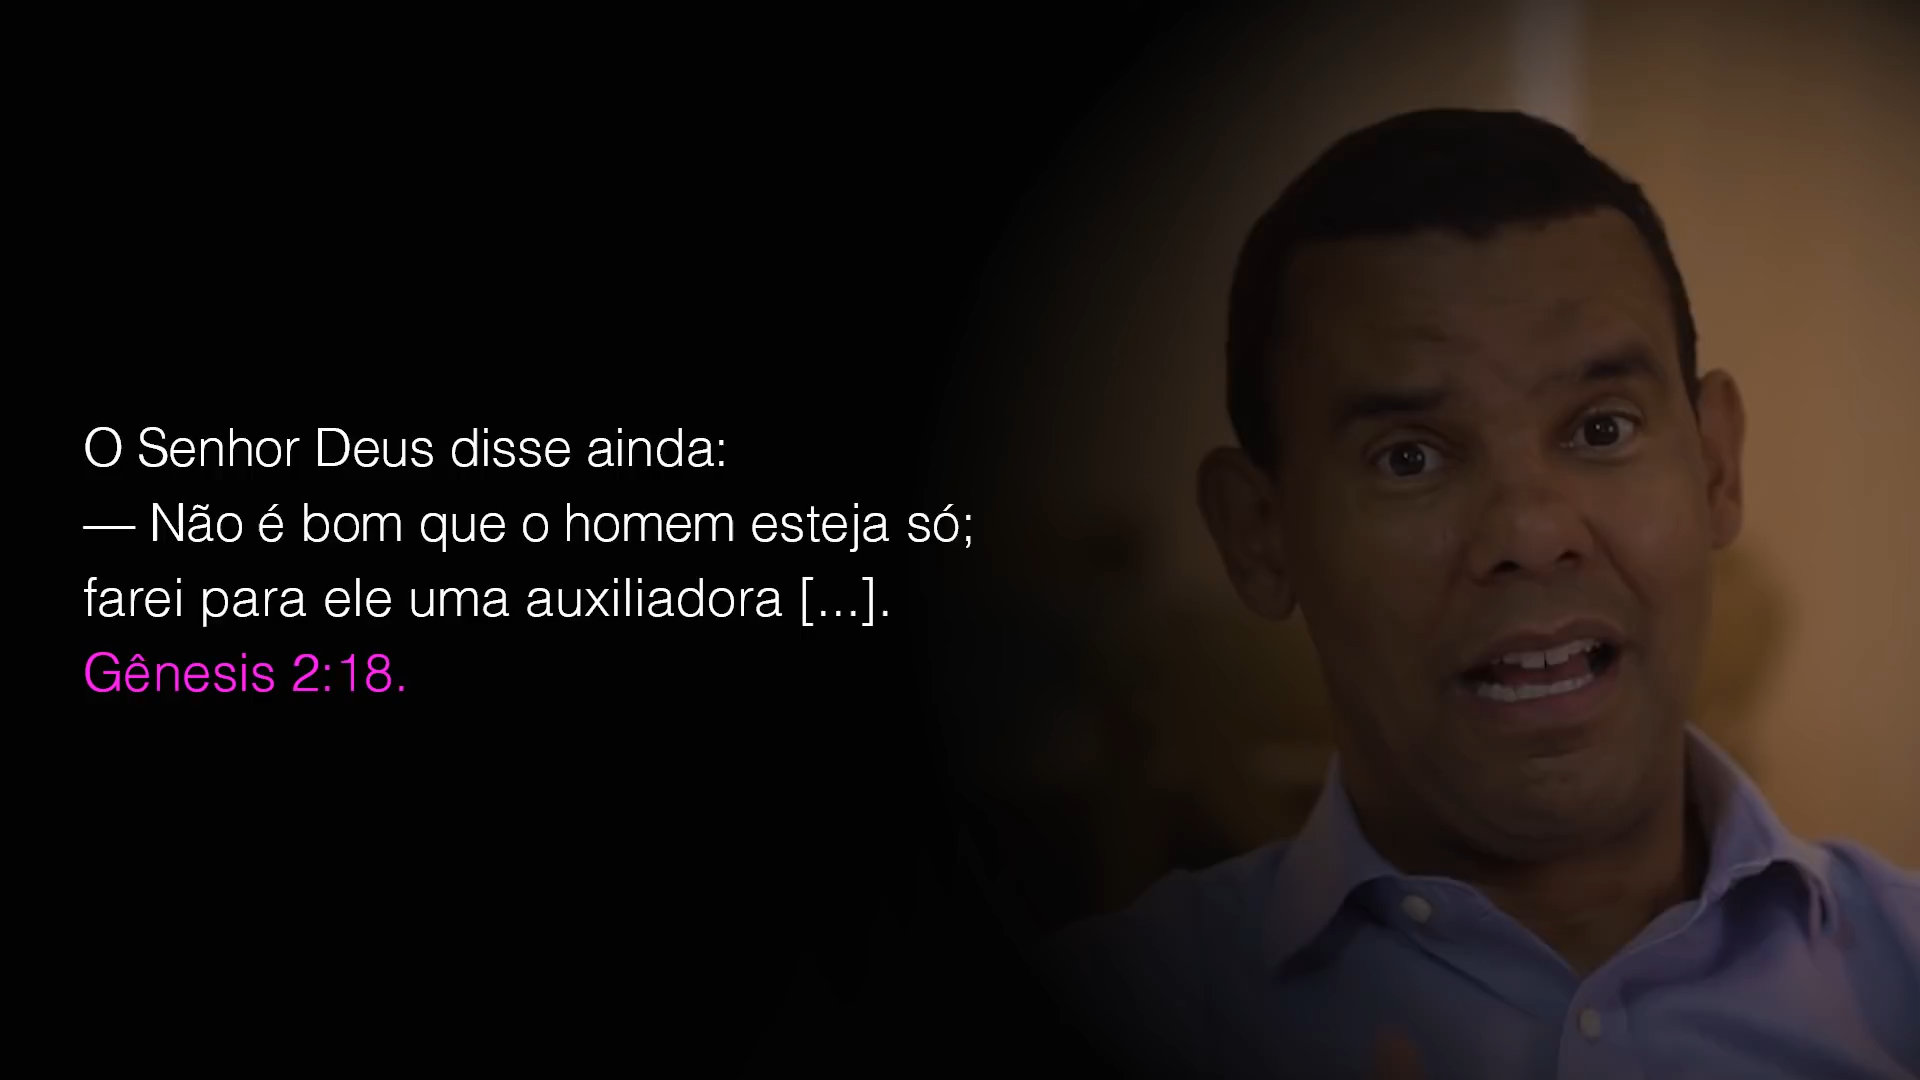 O Senhor Deus disse ainda:
— Não é bom que o homem esteja só;
farei para ele uma auxiliadora [...].
Gênesis 2:18.